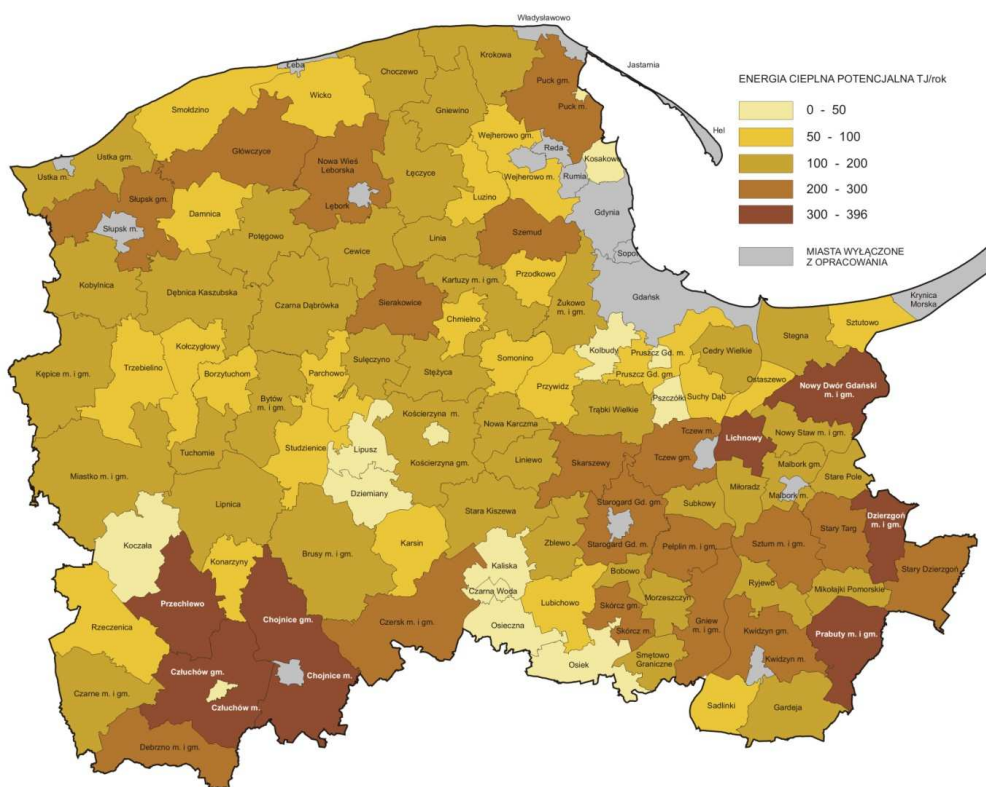 Władysławowo
Łeba
Choczewo
Krokowa
Jastarnia
Puck gm.
Puck m.
Wicko
Smołdzino
Gniewino
Hel
Główczyce
Wejherowo gm.
Reda
Kosakowo
Ustka gm.
Ustka m.
Nowa Wieś
Leborska
Łęczyce
Wejherowo m.
Rumia
Słupsk gm.
Lębork
Luzino
Damnica
Gdynia
Słupsk m.
Potęgowo
Cewice
Linia
Szemud
Sopot
Kobylnica
Dębnica Kaszubska
Czarna Dąbrówka
Sierakowice
Kartuzy m. i gm.
Przodkowo
Żukowo
m. i gm.
Gdańsk
Krynica
Morska
Chmielno
Stegna
Sztutowo
Kołczygłowy
Kolbudy
Pruszcz Gd. m.
Cedry Wielkie
Kępice m. i gm.
Trzebielino
Borzytuchom
Parchowo
Sulęczyno
Stężyca
Somonino
Pruszcz Gd. gm.
Ostaszewo
Bytów
m. i gm.
Przywidz
Pszczółki
Suchy Dąb
Nowy Dwór Gdański
m. i gm.
Kościerzyna m.
Trąbki Wielkie
Nowa Karczma
Tczew m.
Lichnowy
Nowy Staw m. i gm.
Tuchomie
Studzienice
Lipusz
Kościerzyna gm.
Liniewo
Skarszewy
Tczew gm.
Malbork gm.
Miastko m. i gm.
Dziemiany
Miłoradz
Malbork m.
Stare Pole
Lipnica
Stara Kiszewa
Starogard Gd. gm.
Subkowy
Dzierzgoń
m. i gm.
Koczała
Konarzyny
Brusy m. i gm.
Karsin
Zblewo
Starogard Gd. m.
Pelplin m. i gm.
Sztum m. i gm.
Stary Targ
Stary Dzierzgoń
Kaliska
Bobowo
Ryjewo
Mikołajki Pomorskie
Czarna Woda
Przechlewo
Chojnice gm.
Czersk m. i gm.
Lubichowo
Skórcz gm.
Morzeszczyn
Rzeczenica
Osieczna
Skórcz m.
Gniew
m. i gm.
Kwidzyn gm.
Prabuty m. i gm.
Osiek
Smętowo
Graniczne
Kwidzyn m.
Człuchów gm.
Chojnice m.
Czarne m. i gm.
Człuchów m.
Sadlinki
Gardeja
Debrzno m. i gm.
ENERGIA CIEPLNA POTENCJALNA TJ/rok
0 - 50
50 - 100
100 - 200
200 - 300
300 - 396
MIASTA WYŁĄCZONE
Z OPRACOWANIA